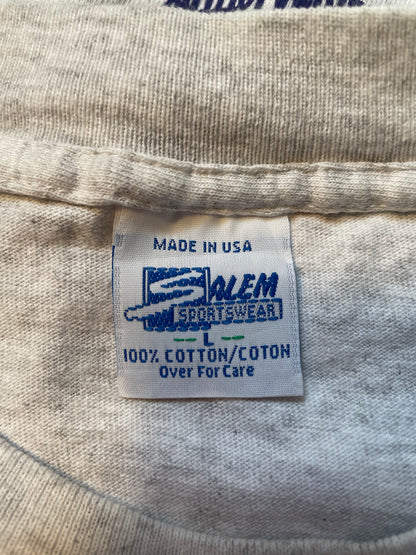 MADE IN USA
SALEM
SPORTSWEAR
L
100% COTTON/COTON
Over For Care